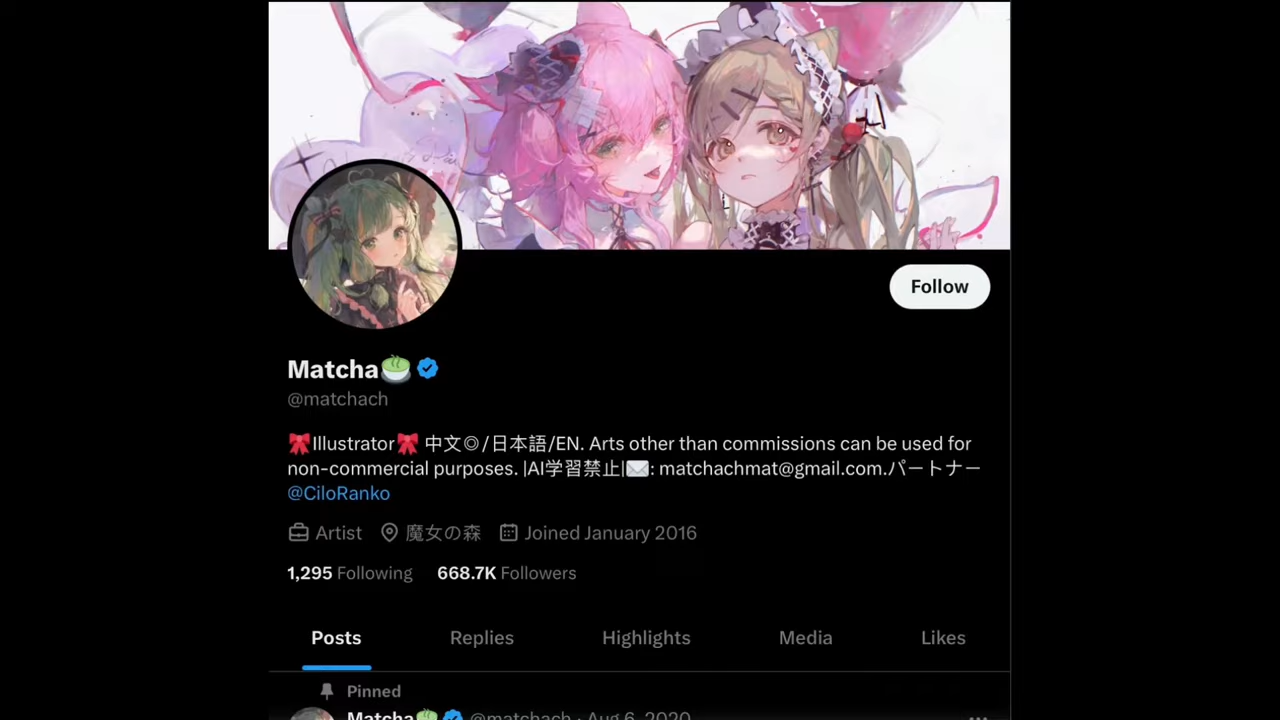 Follow
Matcha🍵
@matchach
🎀Illustrator🎀 中文◎/日本語/EN. Arts other than commissions can be used for
non-commercial purposes. |AI学習禁止|✉️: matchachmat@gmail.com.パートナー
@CiloRanko
Artist 魔女の森 Joined January 2016
1,295 Following 668.7K Followers
Posts Replies Highlights Media Likes
Pinned
Matcha🍵 @matchach · Aug 6, 2020